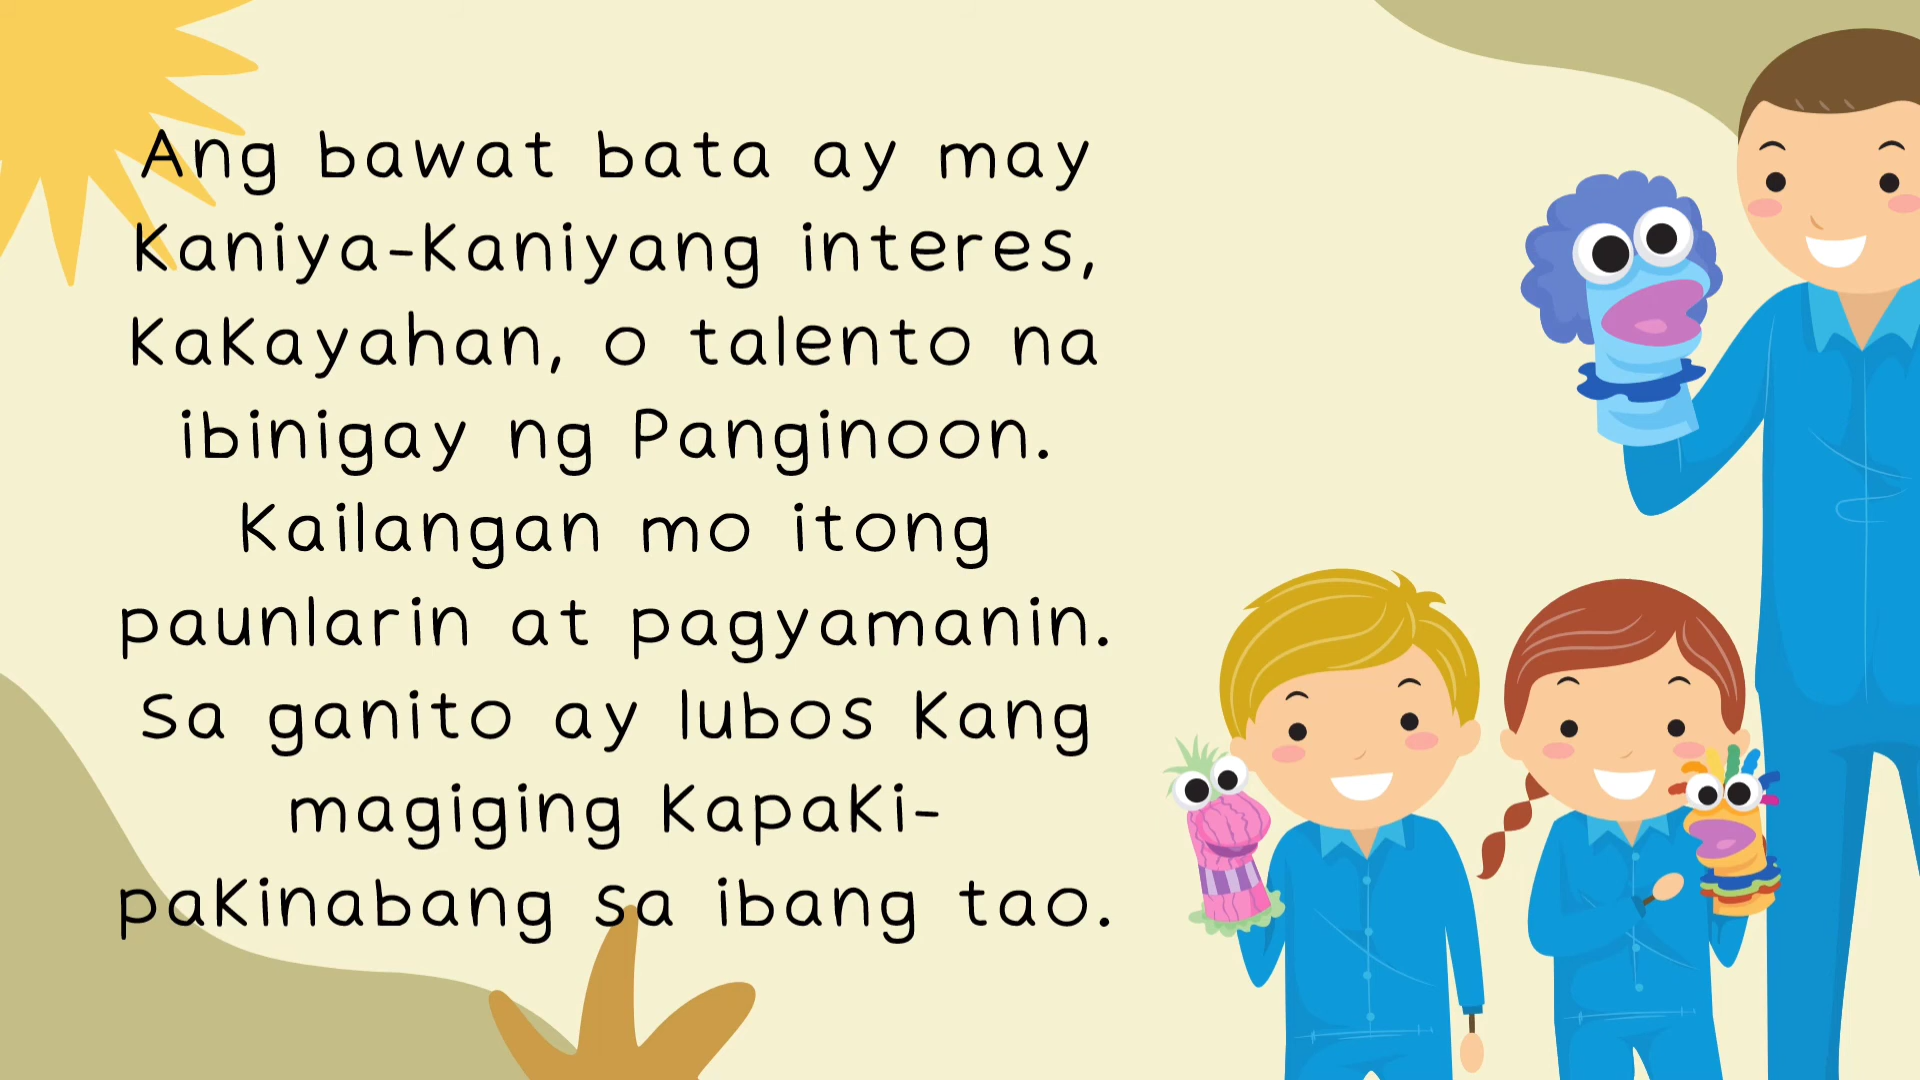 Ang bawat bata ay may
kaniya-kaniyang interes,
kakayahan, o talento na
ibinigay ng Panginoon.
Kailangan mo itong
paunlarin at pagyamanin.
Sa ganito ay lubos kang
magiging kapaki-
pakinabang sa ibang tao.